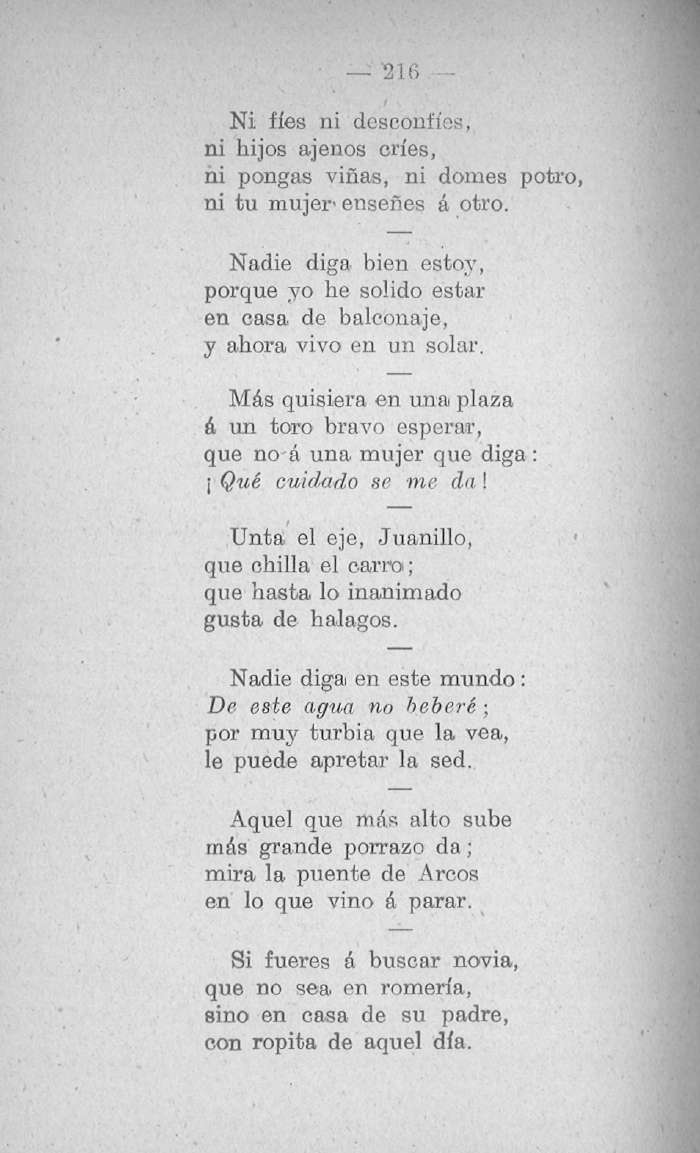 — 216 —
Ni fíes ni desconfíes,
ni hijos ajenos críes,
ni pongas viñas, ni domes potro,
ni tu mujer enseñes á otro.
—
Nadie diga bien estoy,
porque yo he solido estar
en casa de balconaje,
y ahora vivo en un solar.
—
Más quisiera en una plaza
á un toro bravo esperar,
que no á una mujer que diga:
¡Qué cuidado se me da!
—
Unta el eje, Juanillo,
que chilla el carro;
que hasta lo inanimado
gusta de halagos.
—
Nadie diga en este mundo:
De este agua no beberé;
por muy turbia que la vea,
le puede apretar la sed.
—
Aquel que más alto sube
más grande porrazo da;
mira la puente de Arcos
en lo que vino á parar.
—
Si fueres á buscar novia,
que no sea en romería,
sino en casa de su padre,
con ropita de aquel día.